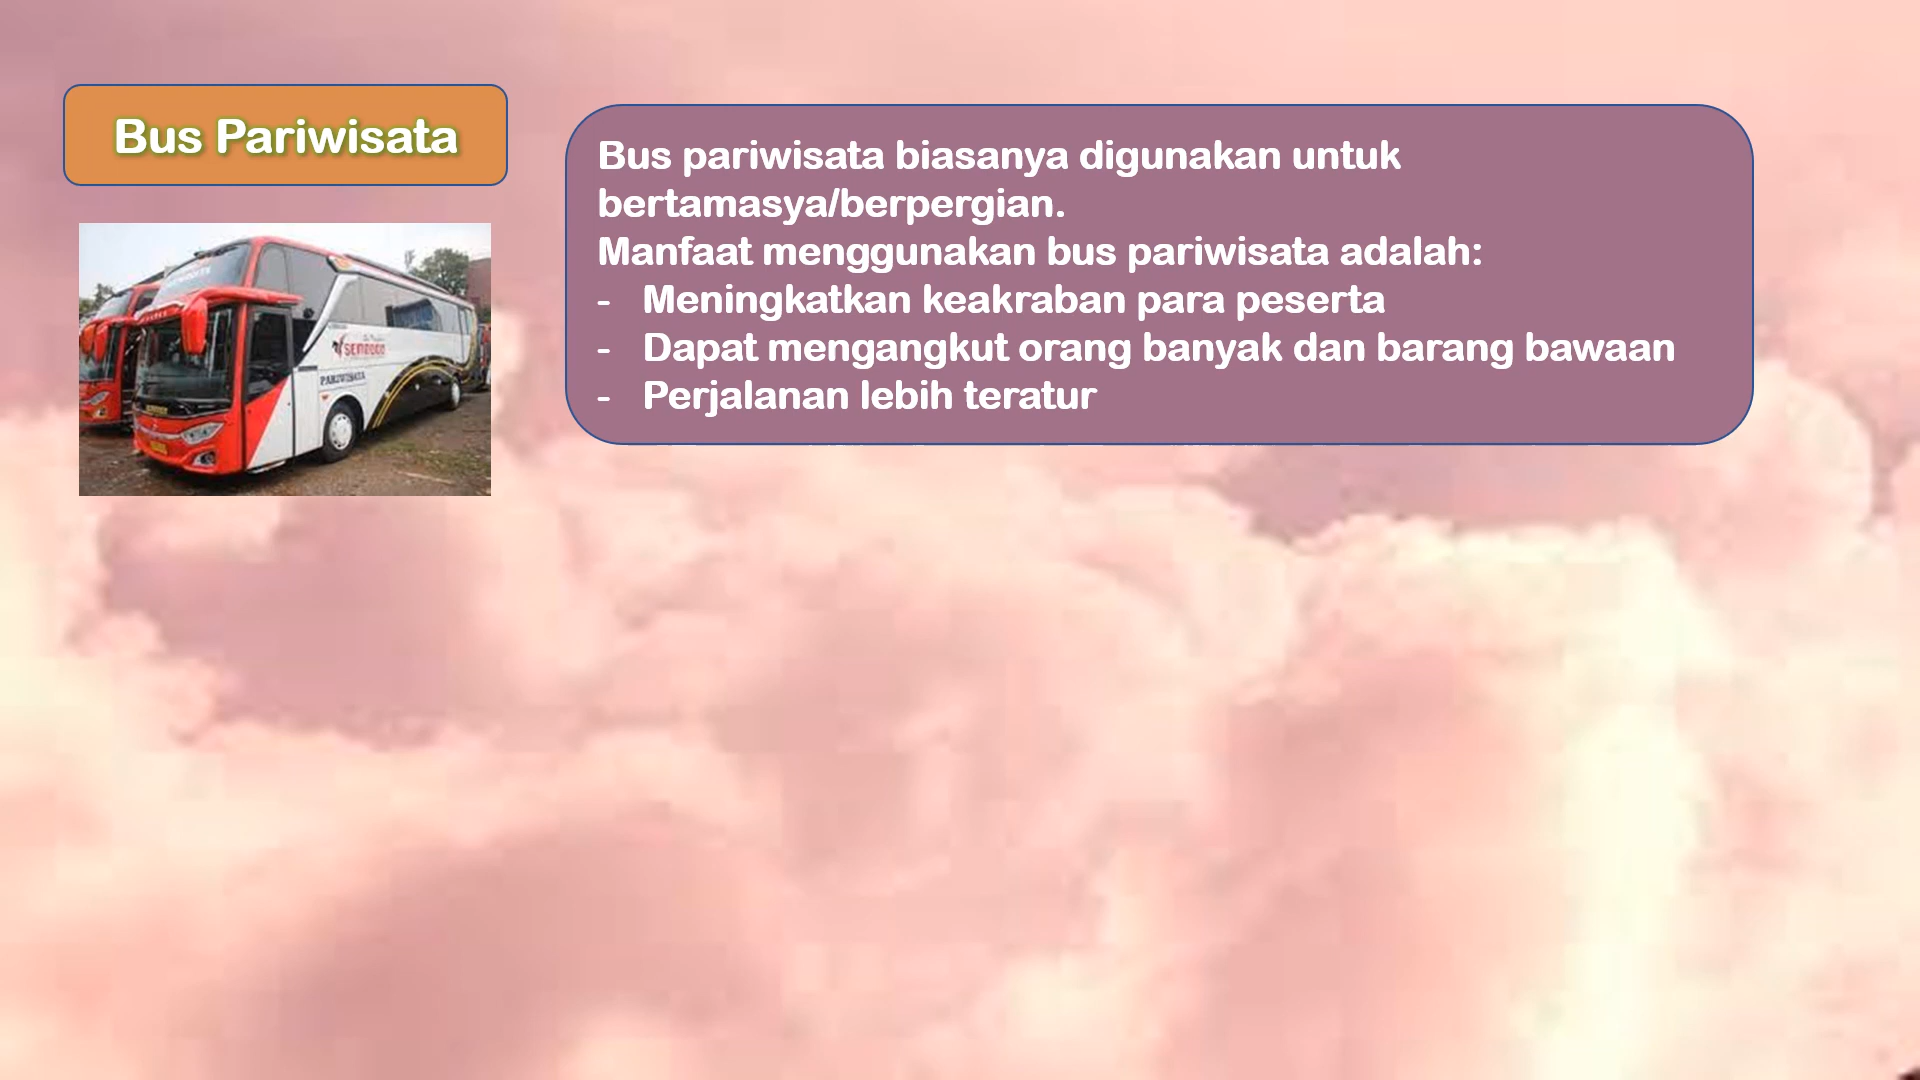 Bus Pariwisata
Bus pariwisata biasanya digunakan untuk
bertamasya/berpergian.
Manfaat menggunakan bus pariwisata adalah:
- Meningkatkan keakraban para peserta
- Dapat mengangkut orang banyak dan barang bawaan
- Perjalanan lebih teratur
PARIWISATA